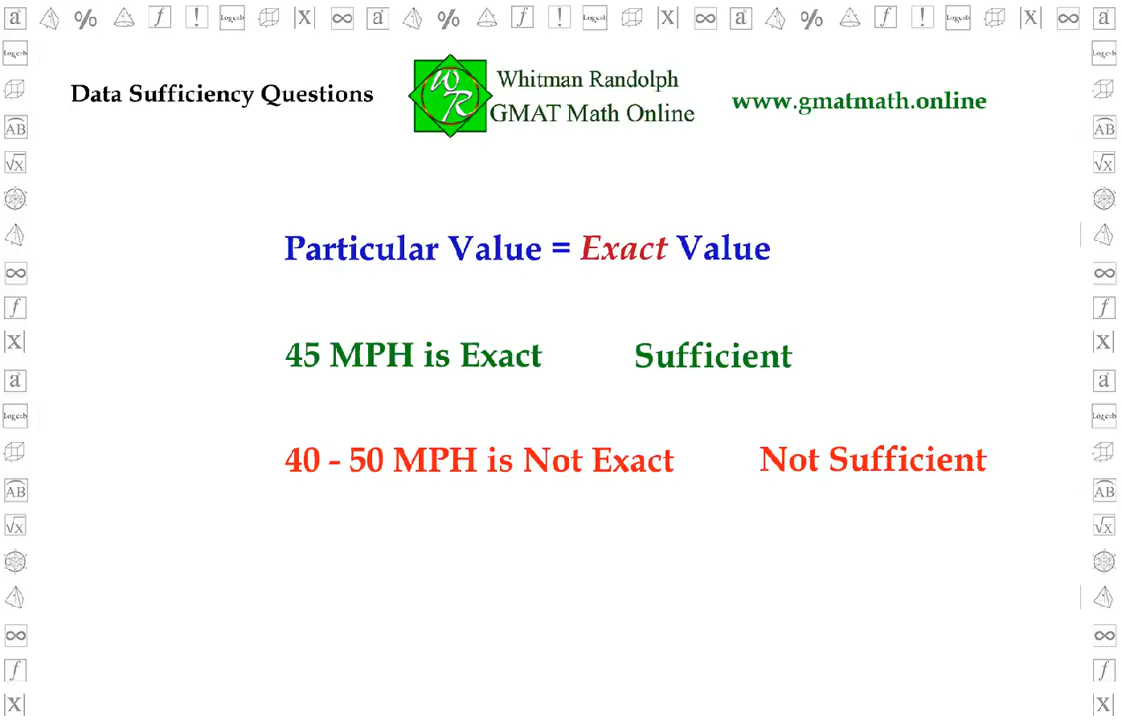 Data Sufficiency Questions
WR
Whitman Randolph
GMAT Math Online
www.gmatmath.online
Particular Value = Exact Value
45 MPH is Exact Sufficient
40 - 50 MPH is Not Exact Not Sufficient